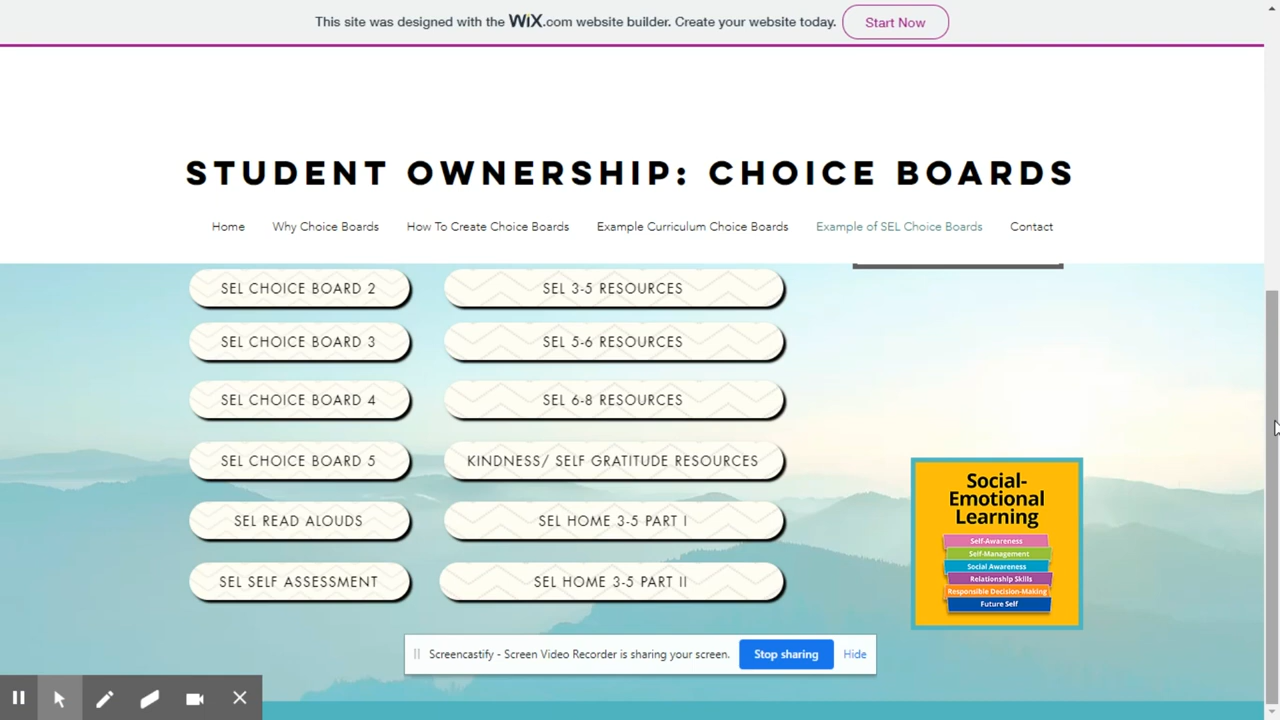 This site was designed with the WiX.com website builder. Create your website today. Start Now
STUDENT OWNERSHIP: CHOICE BOARDS
Home Why Choice Boards How To Create Choice Boards Example Curriculum Choice Boards Example of SEL Choice Boards Contact
SEL CHOICE BOARD 2 SEL 3-5 RESOURCES
SEL CHOICE BOARD 3 SEL 5-6 RESOURCES
SEL CHOICE BOARD 4 SEL 6-8 RESOURCES
SEL CHOICE BOARD 5 KINDNESS/ SELF GRATITUDE RESOURCES
SEL READ ALOUDS SEL HOME 3-5 PART I
SEL SELF ASSESSMENT SEL HOME 3-5 PART II
Social-
Emotional
Learning
Self-Awareness
Self-Management
Social Awareness
Relationship Skills
Responsible Decision-Making
Future Self
Screencastify - Screen Video Recorder is sharing your screen. Stop sharing Hide